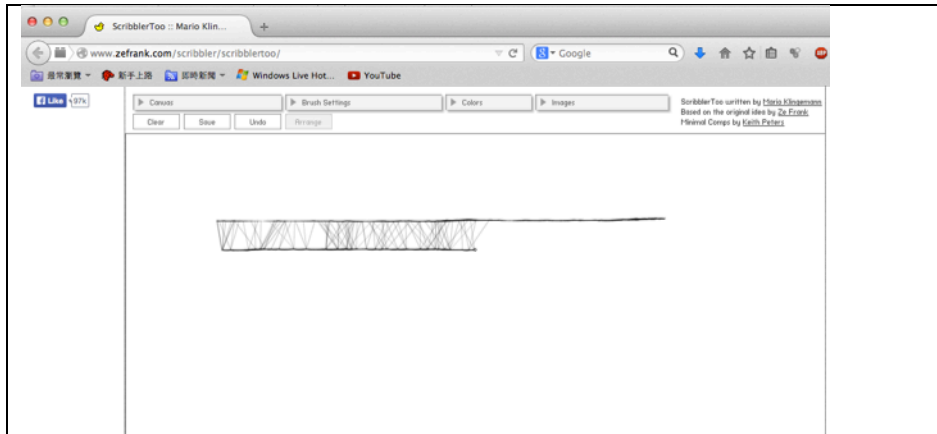 ScribblerToo :: Mario Klin...
www.zefrank.com/scribbler/scribblertoo/
Google
最常瀏覽
新手上路
即時新聞
Windows Live Hot...
YouTube
Like
97k
Canvas
Brush Settings
Colors
Images
Clear
Save
Undo
Arrange
ScribblerToo written by Mario Klingemann
Based on the original idea by Ze Frank
Minimal Comps by Keith Peters